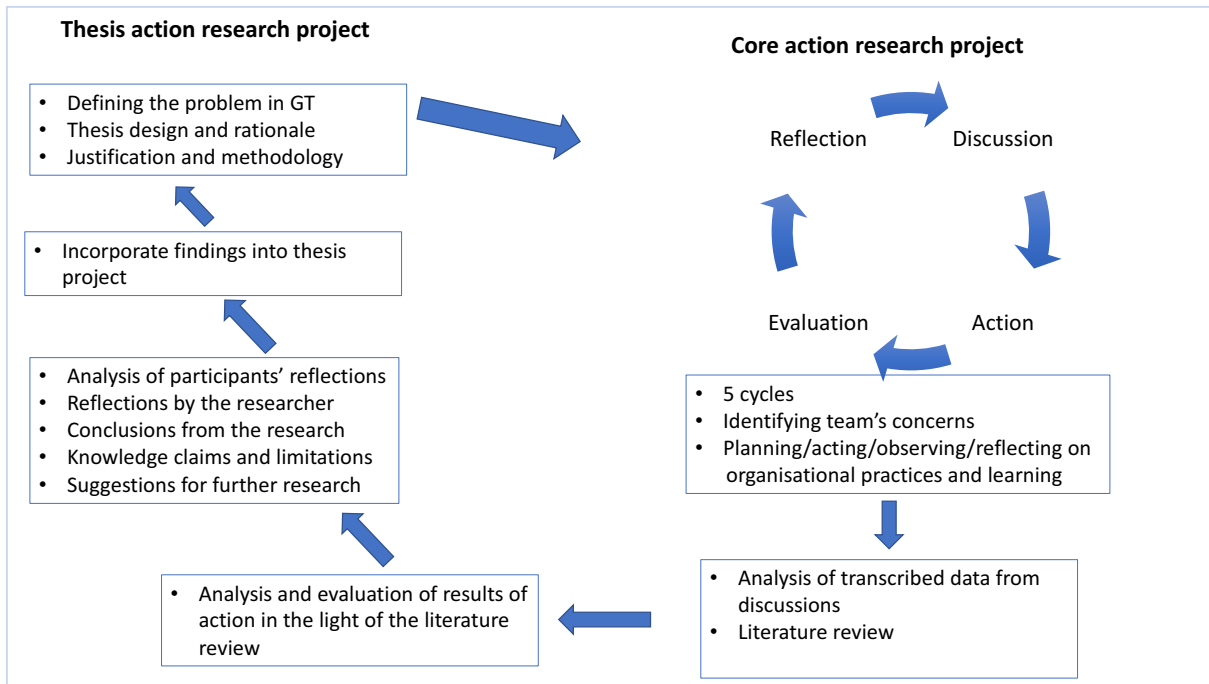 Thesis action research project
Core action research project
• Defining the problem in GT
• Thesis design and rationale
• Justification and methodology
Reflection
Discussion
• Incorporate findings into thesis
project
Evaluation
Action
• Analysis of participants’ reflections
• Reflections by the researcher
• Conclusions from the research
• Knowledge claims and limitations
• Suggestions for further research
• 5 cycles
• Identifying team’s concerns
• Planning/acting/observing/reflecting on
organisational practices and learning
• Analysis and evaluation of results of
action in the light of the literature
review
• Analysis of transcribed data from
discussions
• Literature review